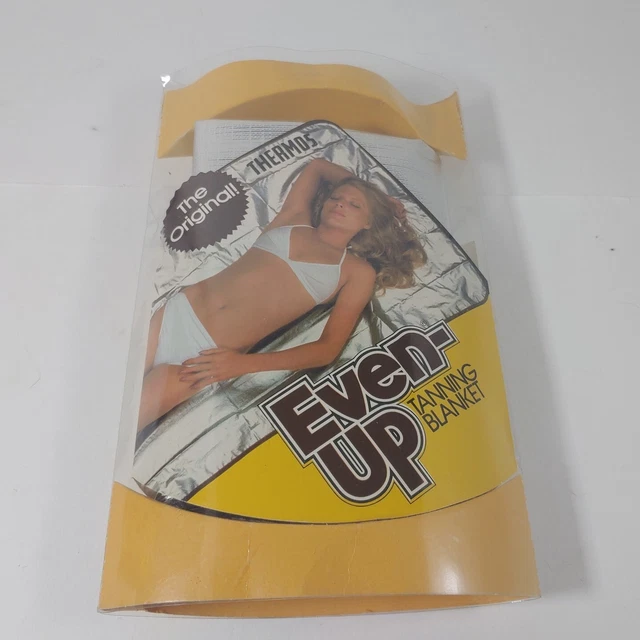 THERMOS
The
Original!
Even-
UP
TANNING
BLANKET